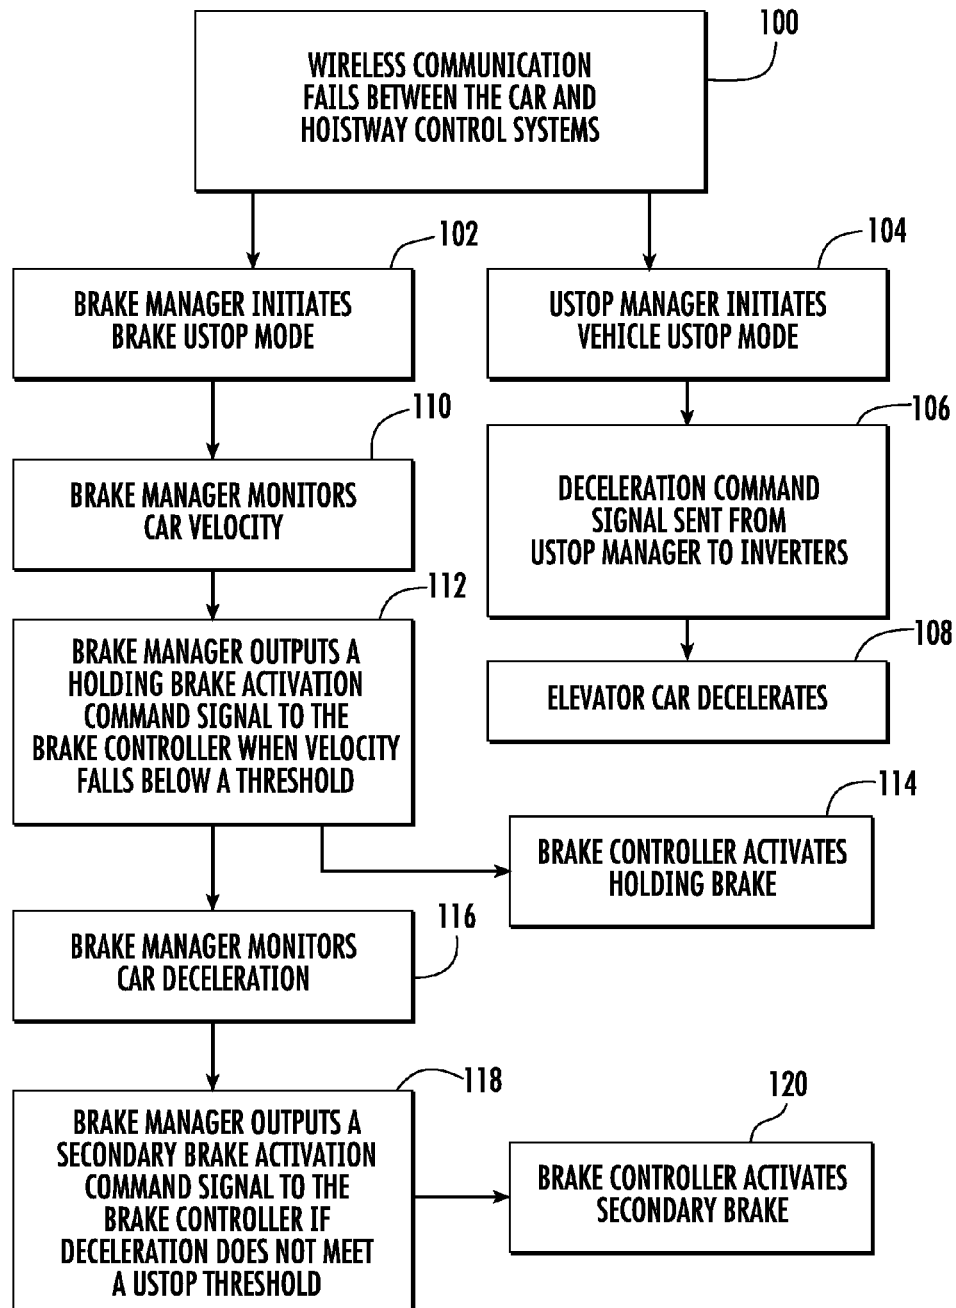 100
WIRELESS COMMUNICATION
FAILS BETWEEN THE CAR AND
HOISTWAY CONTROL SYSTEMS
102
BRAKE MANAGER INITIATES
BRAKE USTOP MODE
104
USTOP MANAGER INITIATES
VEHICLE USTOP MODE
110
BRAKE MANAGER MONITORS
CAR VELOCITY
106
DECELERATION COMMAND
SIGNAL SENT FROM
USTOP MANAGER TO INVERTERS
112
BRAKE MANAGER OUTPUTS A
HOLDING BRAKE ACTIVATION
COMMAND SIGNAL TO THE
BRAKE CONTROLLER WHEN VELOCITY
FALLS BELOW A THRESHOLD
108
ELEVATOR CAR DECELERATES
114
BRAKE CONTROLLER ACTIVATES
HOLDING BRAKE
116
BRAKE MANAGER MONITORS
CAR DECELERATION
118
BRAKE MANAGER OUTPUTS A
SECONDARY BRAKE ACTIVATION
COMMAND SIGNAL TO THE
BRAKE CONTROLLER IF
DECELERATION DOES NOT MEET
A USTOP THRESHOLD
120
BRAKE CONTROLLER ACTIVATES
SECONDARY BRAKE